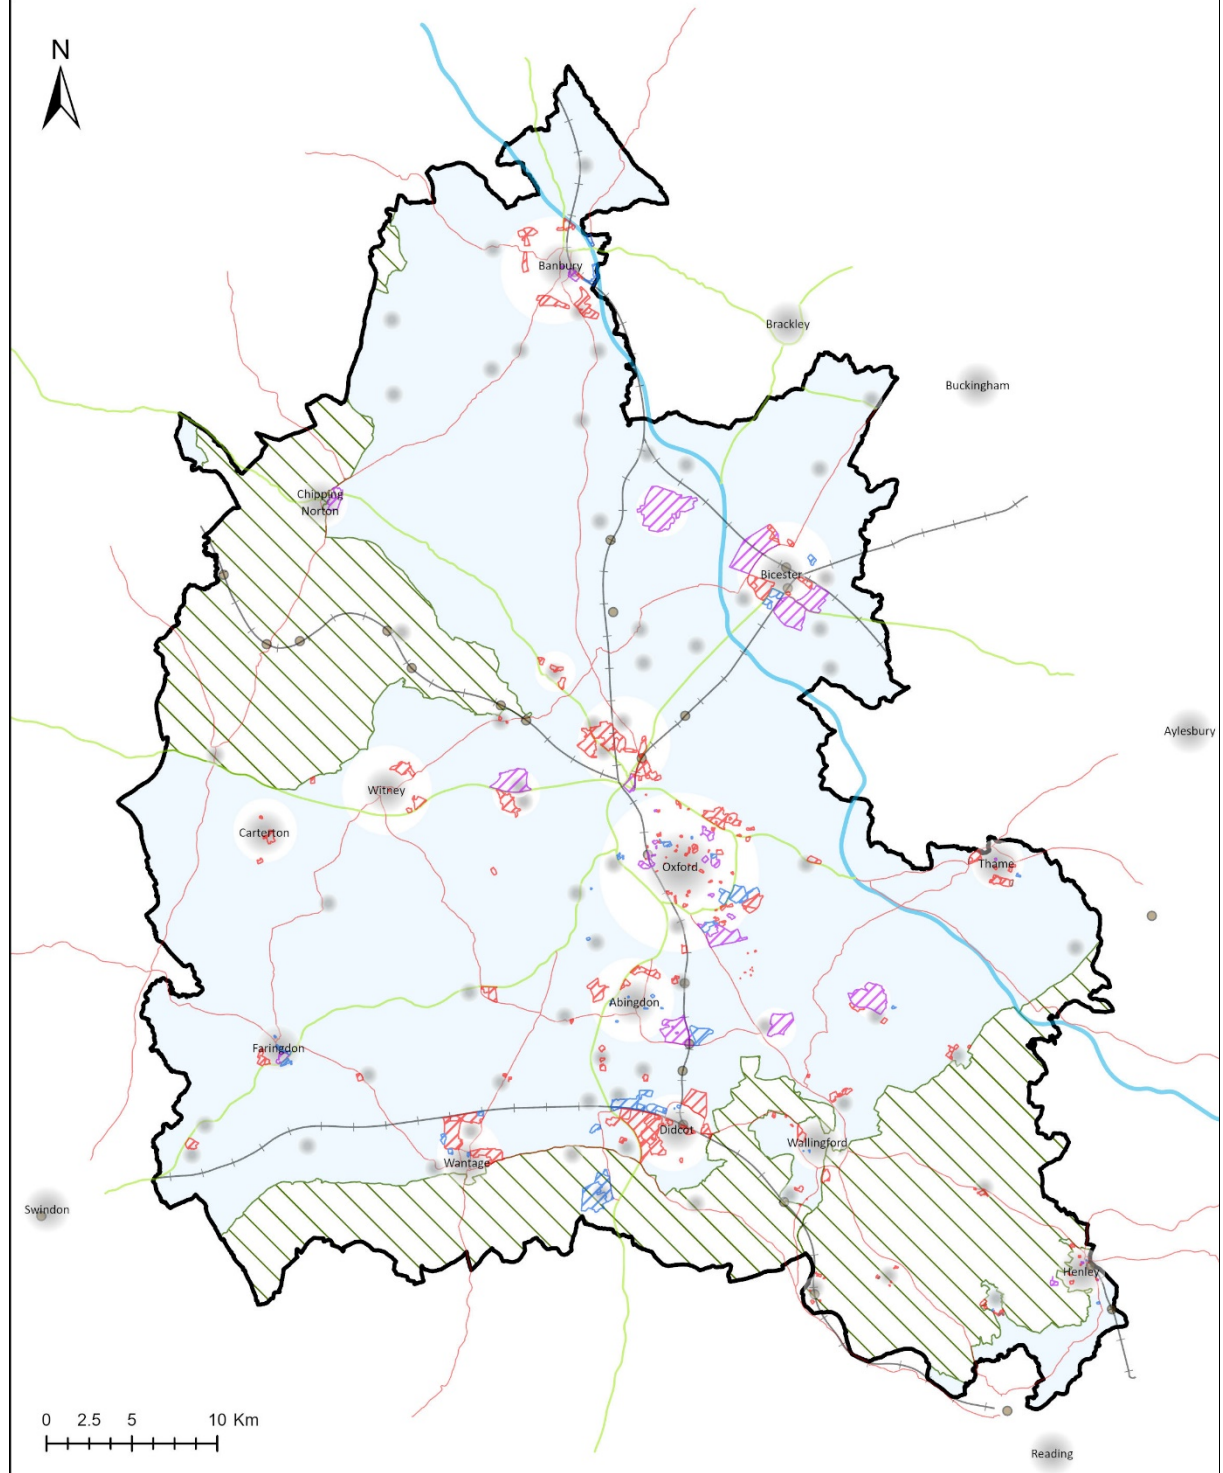 N
Banbury
Brackley
Buckingham
Chipping
Norton
Bicester
Aylesbury
Witney
Carterton
Oxford
Thame
Abingdon
Faringdon
Didcot
Wallingford
Wantage
Swindon
Henley
0 2.5 5 10 Km
Reading